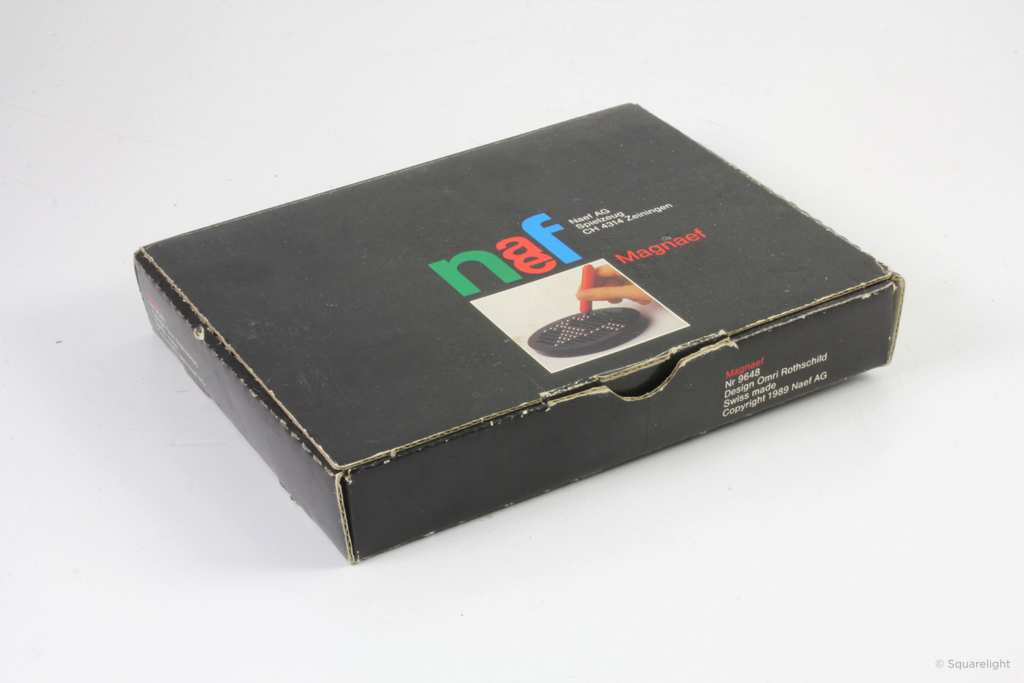 naef
Naef AG
Spielzeug
CH 4314 Zeiningen
Magnaef
Magnaef
Nr 9648
Design Omri Rothschild
Swiss made
Copyright 1989 Naef AG
© Squarelight